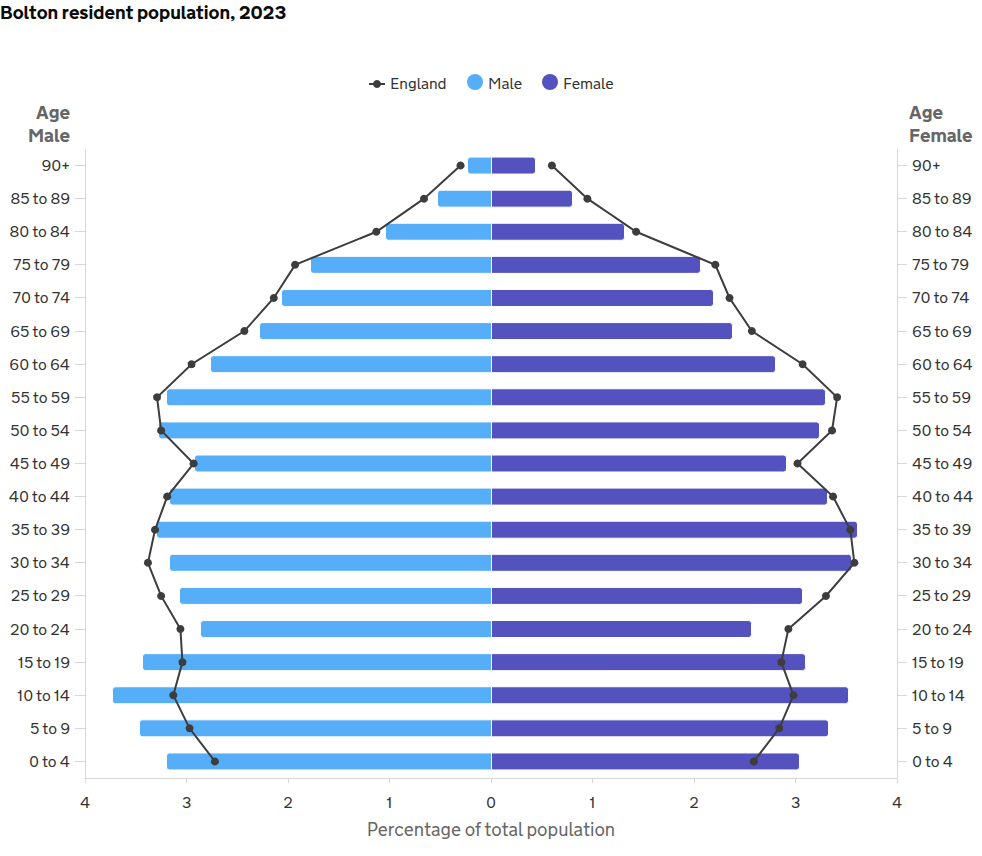 Bolton resident population, 2023
England Male Female
Age Male
Age Female
90+ 90+
85 to 89 85 to 89
80 to 84 80 to 84
75 to 79 75 to 79
70 to 74 70 to 74
65 to 69 65 to 69
60 to 64 60 to 64
55 to 59 55 to 59
50 to 54 50 to 54
45 to 49 45 to 49
40 to 44 40 to 44
35 to 39 35 to 39
30 to 34 30 to 34
25 to 29 25 to 29
20 to 24 20 to 24
15 to 19 15 to 19
10 to 14 10 to 14
5 to 9 5 to 9
0 to 4 0 to 4
4 3 2 1 0 1 2 3 4
Percentage of total population